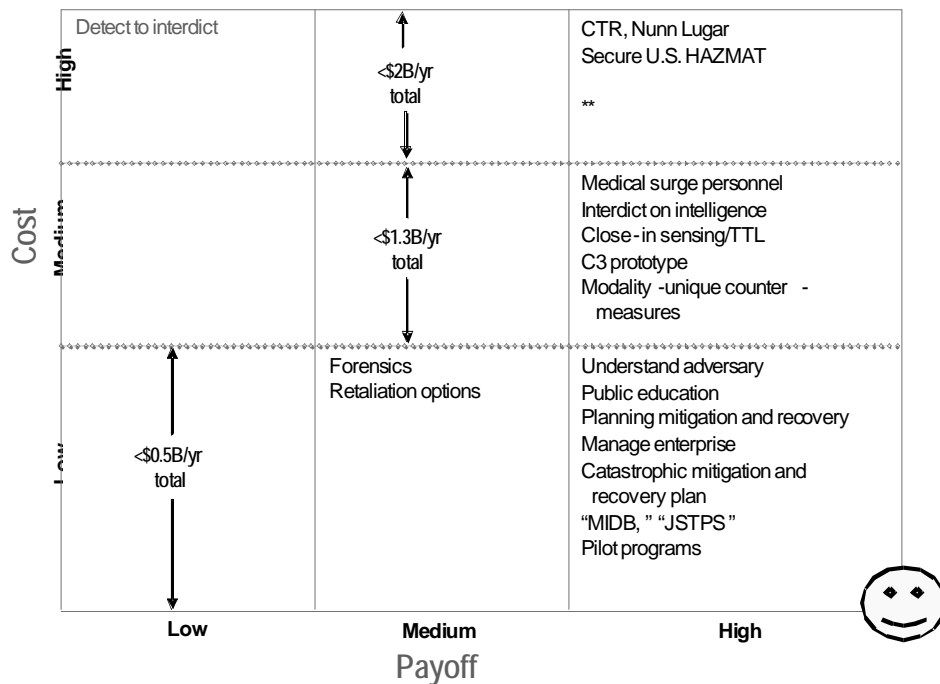 Detect to interdict
<$2B/yr
total
CTR, Nunn Lugar
Secure U.S. HAZMAT
**
High
<$1.3B/yr
total
Medical surge personnel
Interdict on intelligence
Close-in sensing/TTL
C3 prototype
Modality -unique counter -
measures
Medium
Cost
<$0.5B/yr
total
Forensics
Retaliation options
Understand adversary
Public education
Planning mitigation and recovery
Manage enterprise
Catastrophic mitigation and
recovery plan
“MIDB, ” “JSTPS ”
Pilot programs
Low
Low
Medium
High
Payoff